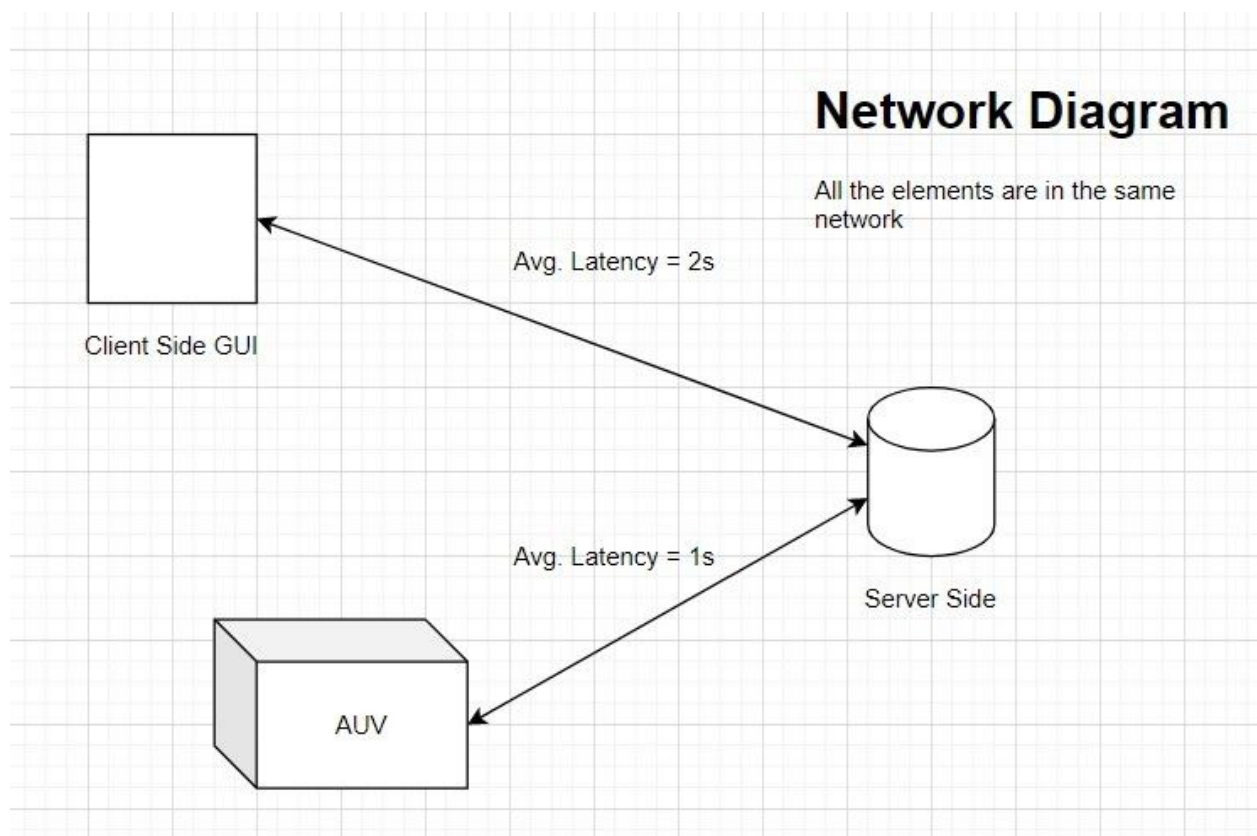 Network Diagram
All the elements are in the same
network
Avg. Latency = 2s
Client Side GUI
Avg. Latency = 1s
Server Side
AUV